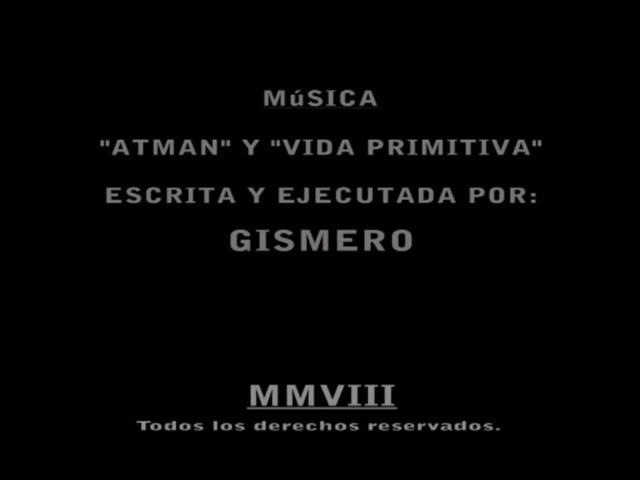 MúSICA
"ATMAN" Y "VIDA PRIMITIVA"
ESCRITA Y EJECUTADA POR:
GISMERO
MMVIII
Todos los derechos reservados.